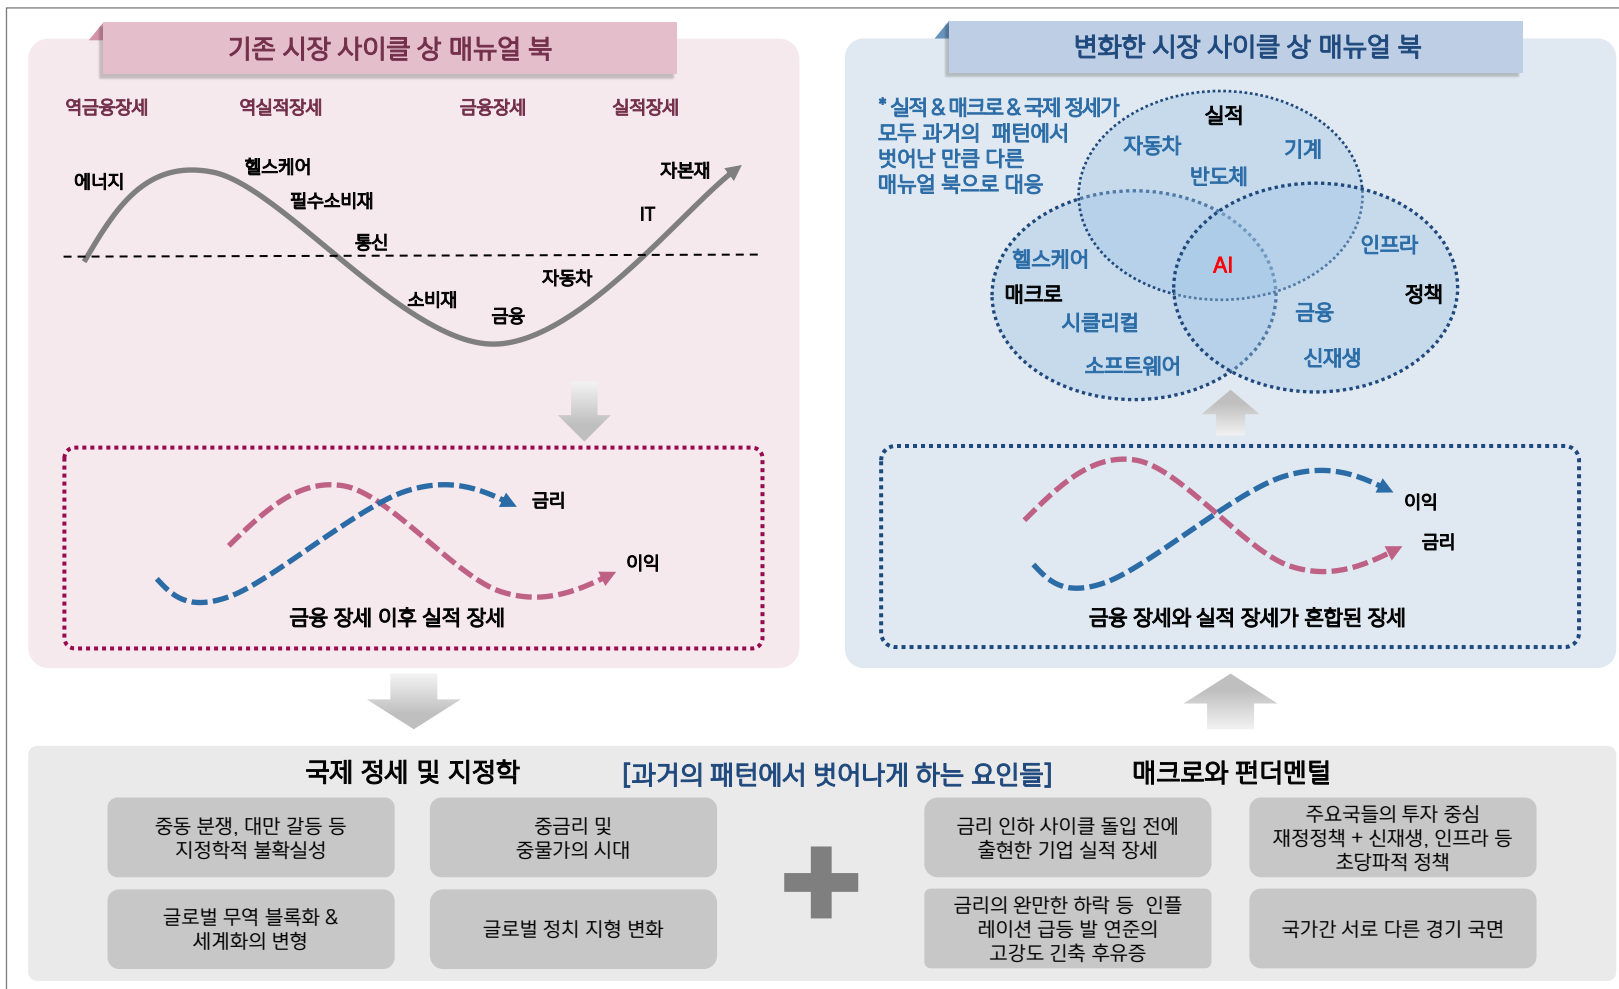 기존 시장 사이클 상 매뉴얼 북
역금융장세
역실적장세
금융장세
실적장세
에너지
헬스케어
필수소비재
통신
소비재
금융
자동차
IT
자본재
금리
이익
금융 장세 이후 실적 장세
변화한 시장 사이클 상 매뉴얼 북
* 실적 & 매크로 & 국제 정세가
모두 과거의 패턴에서
벗어난 만큼 다른
매뉴얼 북으로 대응
실적
자동차
기계
반도체
헬스케어
매크로
시클리컬
소프트웨어
AI
인프라
정책
금융
신재생
이익
금리
금융 장세와 실적 장세가 혼합된 장세
국제 정세 및 지정학
[과거의 패턴에서 벗어나게 하는 요인들]
매크로와 펀더멘털
중동 분쟁, 대만 갈등 등
지정학적 불확실성
중금리 및
중물가의 시대
글로벌 무역 블록화 &
세계화의 변형
글로벌 정치 지형 변화
금리 인하 사이클 돌입 전에
출현한 기업 실적 장세
주요국들의 투자 중심
재정정책 + 신재생, 인프라 등
초당파적 정책
금리의 완만한 하락 등 인플
레이션 급등 발 연준의
고강도 긴축 후유증
국가간 서로 다른 경기 국면